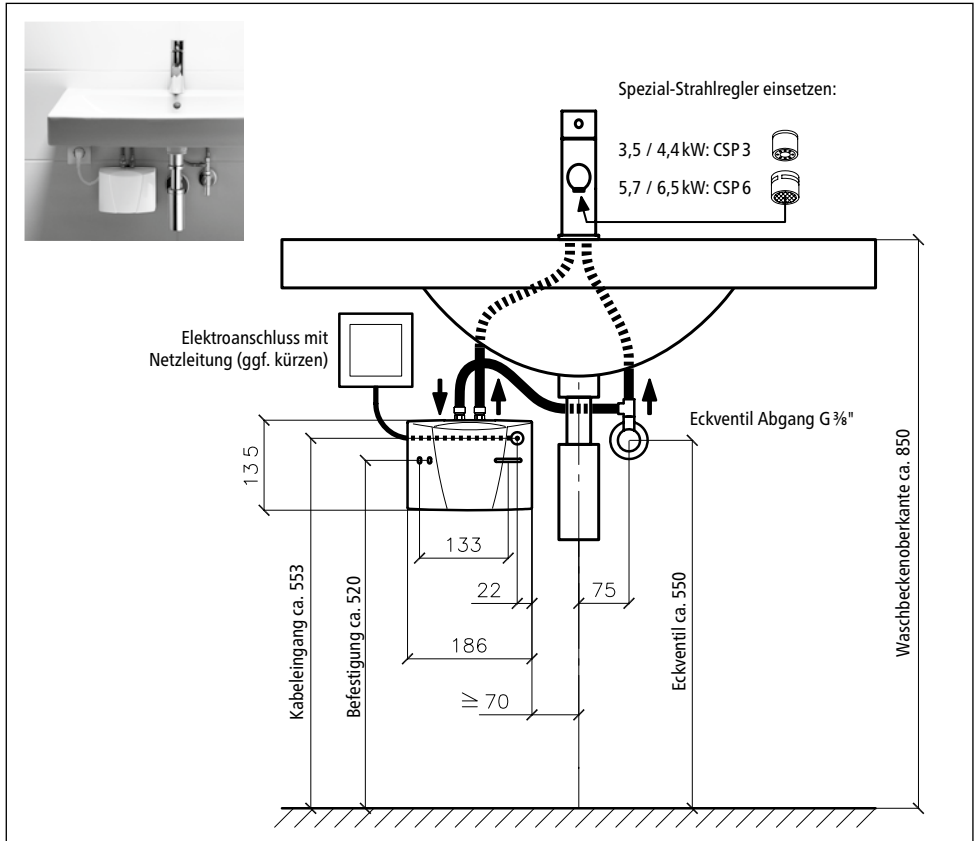 Spezial-Strahlregler einsetzen:
3,5 / 4,4 kW: CSP 3
5,7 / 6,5 kW: CSP 6
Elektroanschluss mit
Netzleitung (ggf. kürzen)
Eckventil Abgang G ⅜"
135
133
22
75
186
≧ 70
Kabeleingang ca. 553
Befestigung ca. 520
Eckventil ca. 550
Waschbeckenoberkante ca. 850